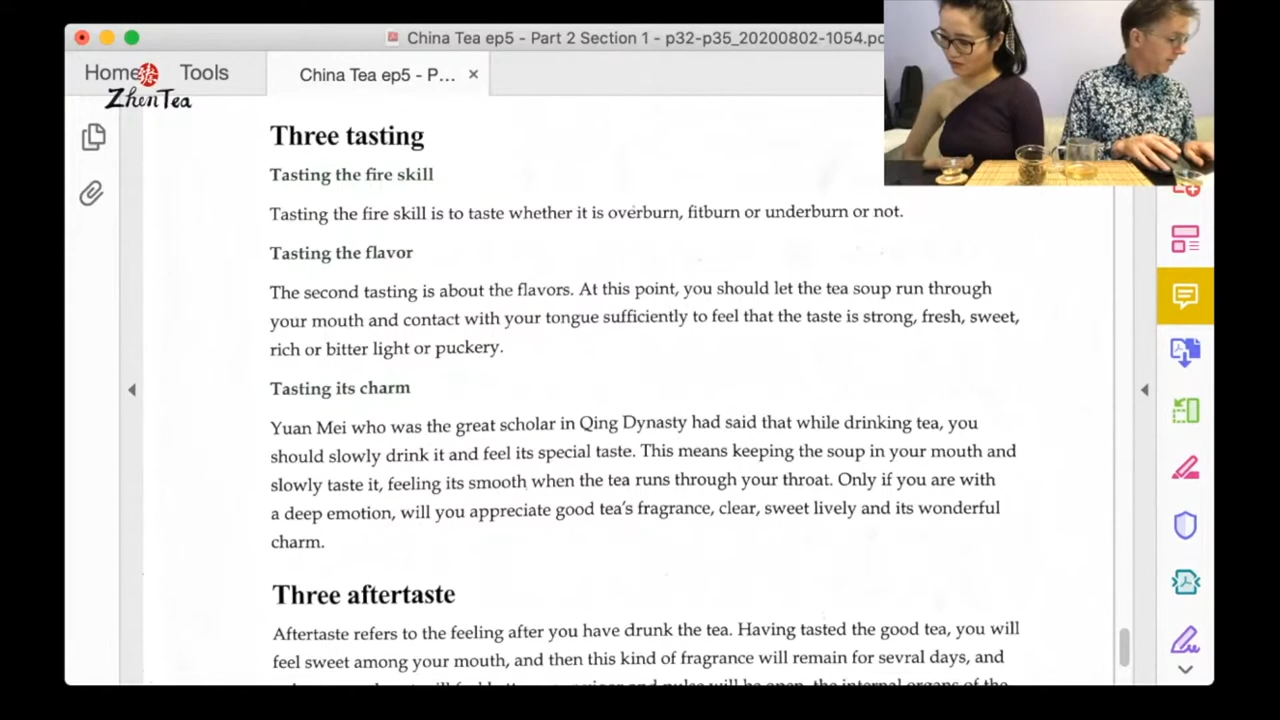 China Tea ep5 - Part 2 Section 1 - p32-p35_20200802-1054.pc
Home Tools China Tea ep5 - P... ×
ZhenTea
Three tasting
Tasting the fire skill
Tasting the fire skill is to taste whether it is overburn, fitburn or underburn or not.
Tasting the flavor
The second tasting is about the flavors. At this point, you should let the tea soup run through
your mouth and contact with your tongue sufficiently to feel that the taste is strong, fresh, sweet,
rich or bitter light or puckery.
Tasting its charm
Yuan Mei who was the great scholar in Qing Dynasty had said that while drinking tea, you
should slowly drink it and feel its special taste. This means keeping the soup in your mouth and
slowly taste it, feeling its smooth when the tea runs through your throat. Only if you are with
a deep emotion, will you appreciate good tea's fragrance, clear, sweet lively and its wonderful
charm.
Three aftertaste
Aftertaste refers to the feeling after you have drunk the tea. Having tasted the good tea, you will
feel sweet among your mouth, and then this kind of fragrance will remain for sevral days, and